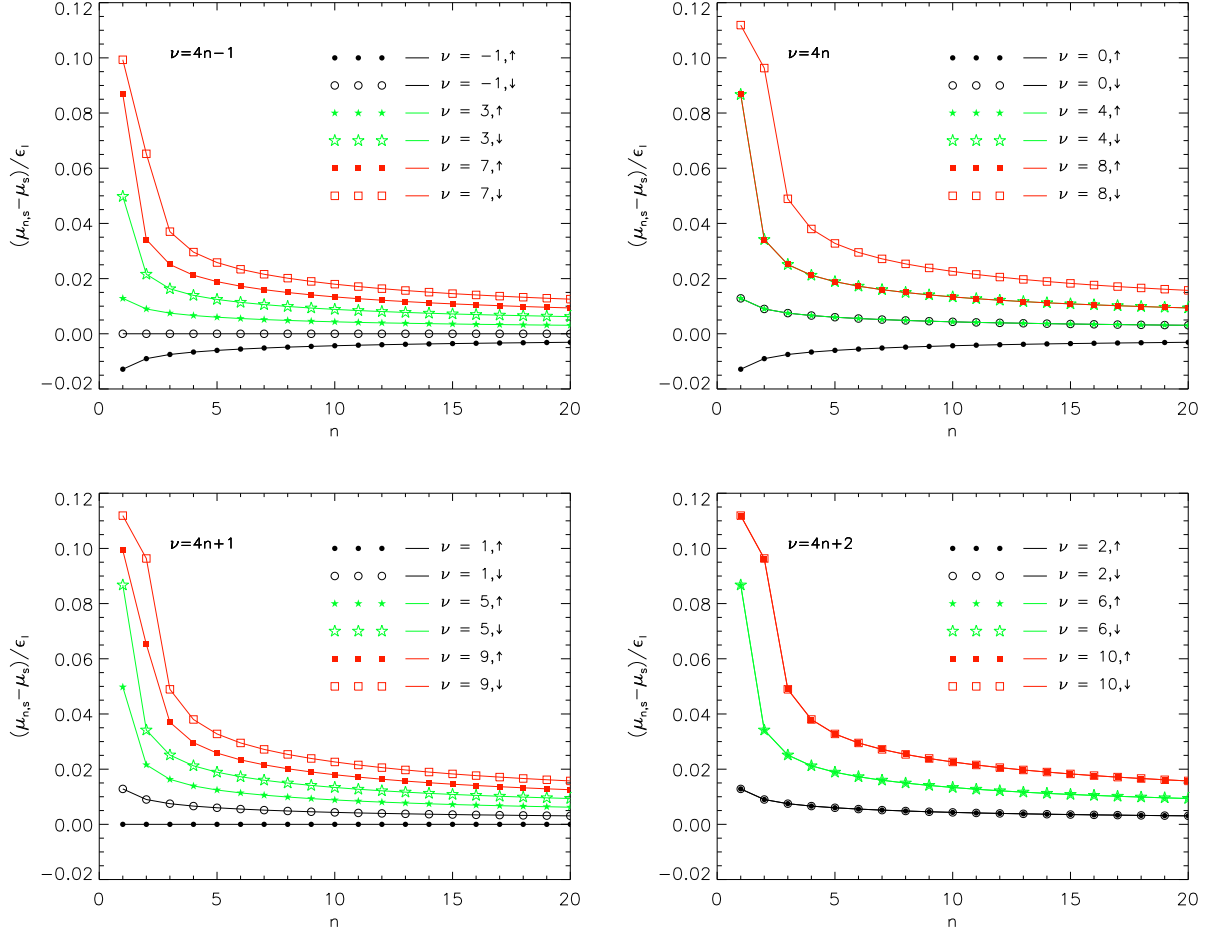 0.12
0.10
0.08
0.06
0.04
0.02
0.00
−0.02
(μn,s−μs)/ϵl
ν=4n−1
ν = −1,↑
ν = −1,↓
ν = 3,↑
ν = 3,↓
ν = 7,↑
ν = 7,↓
0 5 10 15 20
n
0.12
0.10
0.08
0.06
0.04
0.02
0.00
−0.02
(μn,s−μs)/ϵl
ν=4n
ν = 0,↑
ν = 0,↓
ν = 4,↑
ν = 4,↓
ν = 8,↑
ν = 8,↓
0 5 10 15 20
n
0.12
0.10
0.08
0.06
0.04
0.02
0.00
−0.02
(μn,s−μs)/ϵl
ν=4n+1
ν = 1,↑
ν = 1,↓
ν = 5,↑
ν = 5,↓
ν = 9,↑
ν = 9,↓
0 5 10 15 20
n
0.12
0.10
0.08
0.06
0.04
0.02
0.00
−0.02
(μn,s−μs)/ϵl
ν=4n+2
ν = 2,↑
ν = 2,↓
ν = 6,↑
ν = 6,↓
ν = 10,↑
ν = 10,↓
0 5 10 15 20
n